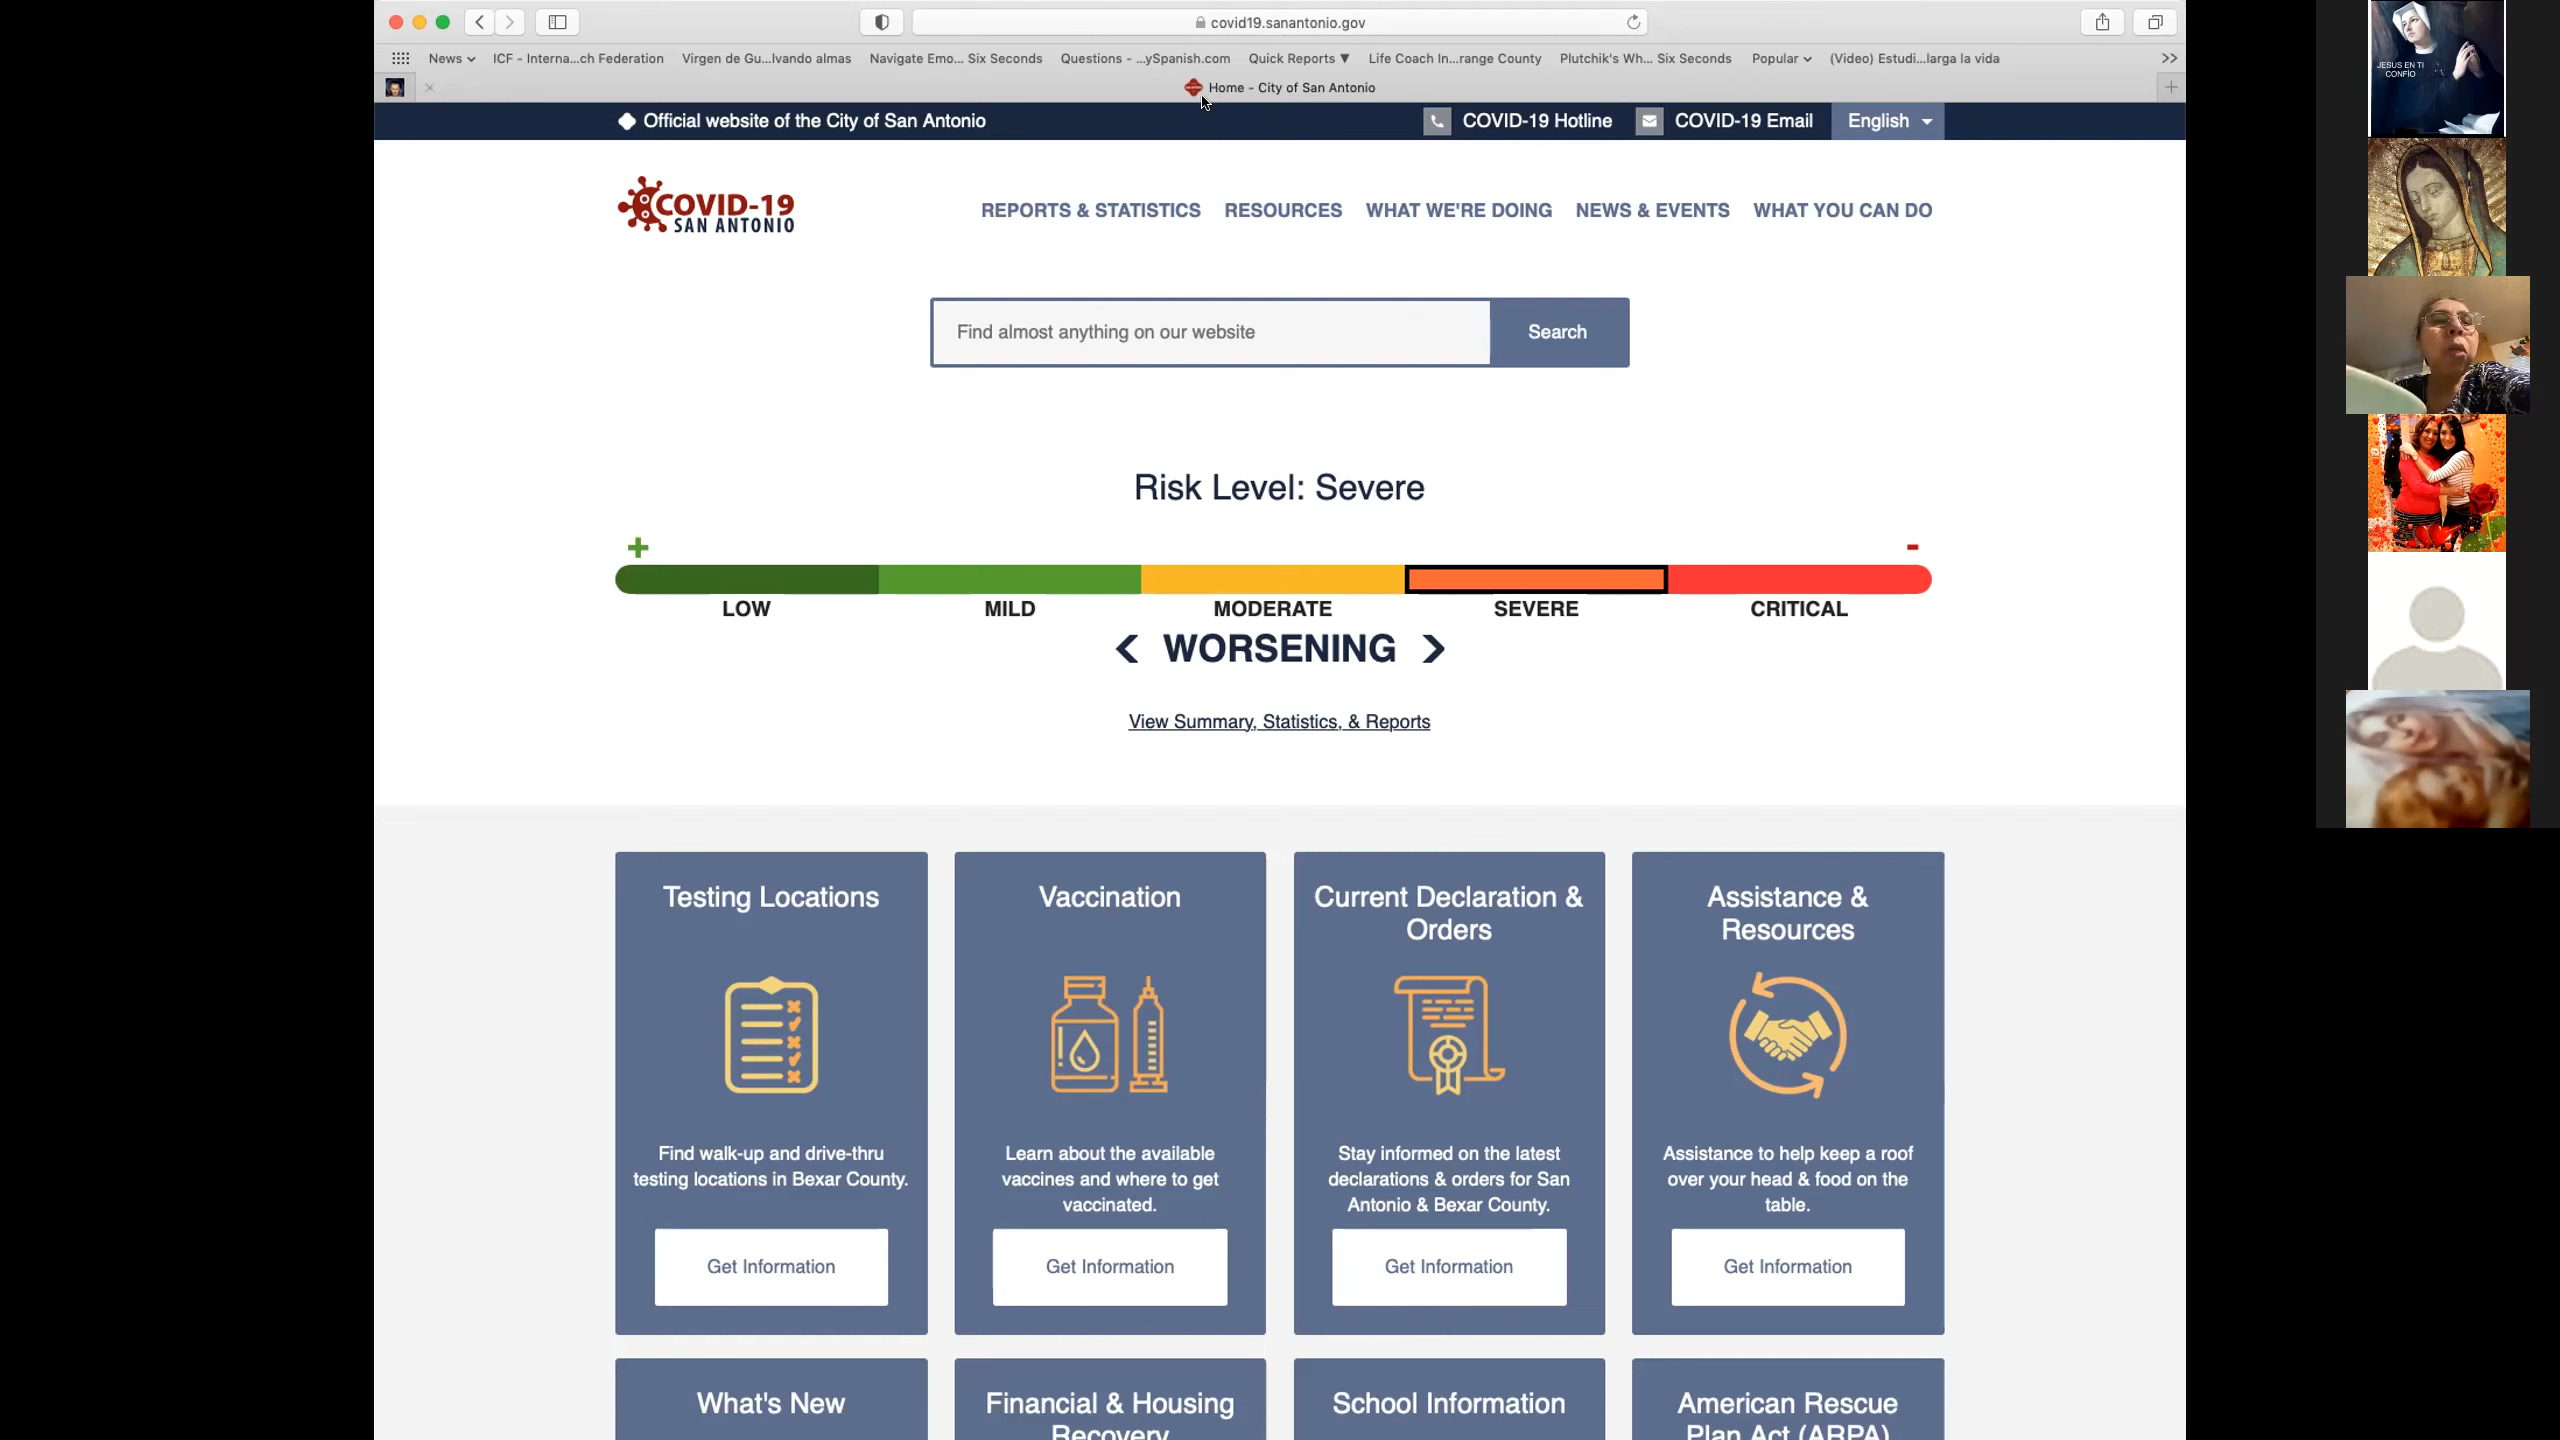 covid19.sanantonio.gov
News
ICF - Interna...ch Federation
Virgen de Gu...lvando almas
Navigate Emo... Six Seconds
Questions - ...ySpanish.com
Quick Reports ▼
Life Coach In...range County
Plutchik's Wh... Six Seconds
Popular
(Video) Estudi...larga la vida
Home - City of San Antonio
Official website of the City of San Antonio
COVID-19 Hotline
COVID-19 Email
English
COVID-19
SAN ANTONIO
REPORTS & STATISTICS
RESOURCES
WHAT WE'RE DOING
NEWS & EVENTS
WHAT YOU CAN DO
Find almost anything on our website
Search
Risk Level: Severe
+
-
LOW
MILD
MODERATE
SEVERE
CRITICAL
WORSENING
View Summary, Statistics, & Reports
Testing Locations
Find walk-up and drive-thru
testing locations in Bexar County.
Get Information
Vaccination
Learn about the available
vaccines and where to get
vaccinated.
Get Information
Current Declaration &
Orders
Stay informed on the latest
declarations & orders for San
Antonio & Bexar County.
Get Information
Assistance &
Resources
Assistance to help keep a roof
over your head & food on the
table.
Get Information
What's New
Financial & Housing
Recovery
School Information
American Rescue
Plan Act (ARPA)
JESUS EN TI
CONFÍO